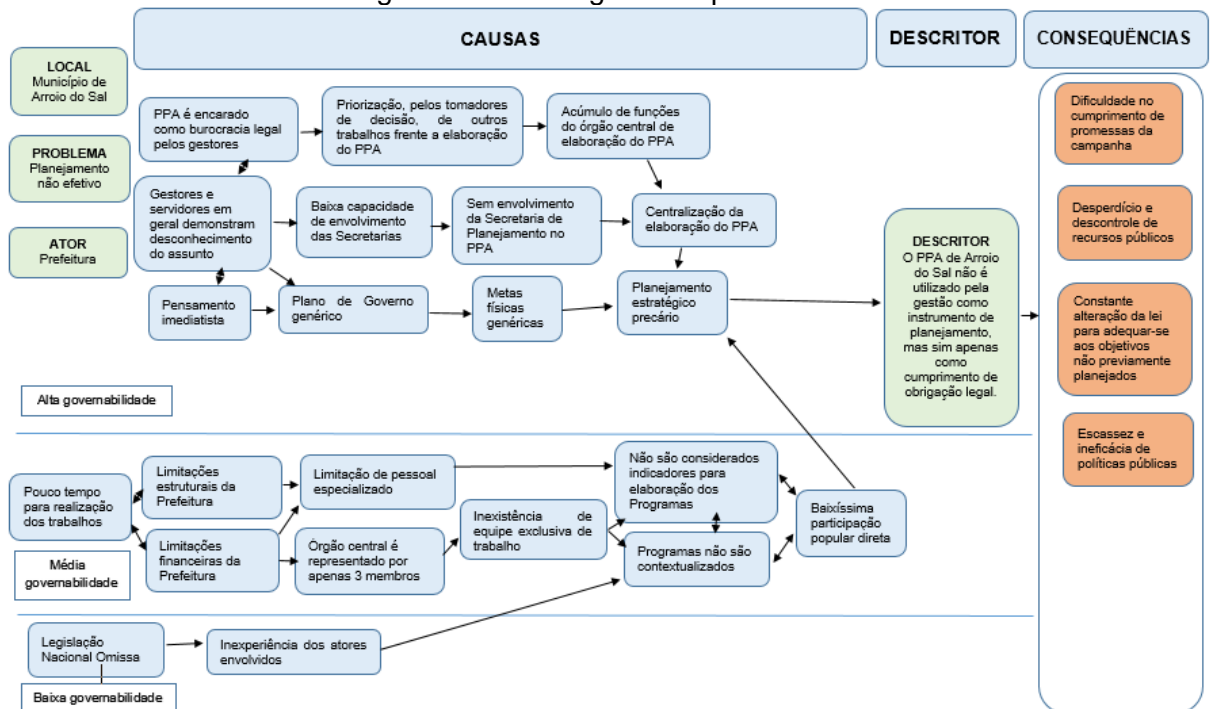 CAUSAS
DESCRITOR
CONSEQUÊNCIAS
LOCAL
Município de
Arroio do Sal
PROBLEMA
Planejamento
não efetivo
ATOR
Prefeitura
PPA é encarado
como burocracia legal
pelos gestores
Priorização, pelos tomadores
de decisão, de outros
trabalhos frente a elaboração
do PPA
Acúmulo de funções
do órgão central de
elaboração do PPA
Gestores e
servidores em
geral demonstram
desconhecimento
do assunto
Baixa capacidade
de envolvimento
das Secretarias
Sem envolvimento
da Secretaria de
Planejamento no
PPA
Centralização da
elaboração do PPA
Pensamento
imediatista
Plano de Governo
genérico
Metas
físicas
genéricas
Planejamento
estratégico
precário
DESCRITOR
O PPA de Arroio
do Sal não é
utilizado pela
gestão como
instrumento de
planejamento,
mas sim apenas
como
cumprimento de
obrigação legal.
Dificuldade no
cumprimento de
promessas da
campanha
Desperdício e
descontrole de
recursos públicos
Constante
alteração da lei
para adequar-se
aos objetivos
não previamente
planejados
Escassez e
ineficácia de
políticas públicas
Alta governabilidade
Pouco tempo
para realização
dos trabalhos
Limitações
estruturais da
Prefeitura
Limitação de pessoal
especializado
Não são considerados
indicadores para
elaboração dos
Programas
Limitações
financeiras da
Prefeitura
Órgão central é
representado por
apenas 3 membros
Inexistência de
equipe exclusiva de
trabalho
Programas não são
contextualizados
Baixíssima
participação
popular direta
Média
governabilidade
Legislação
Nacional Omissa
Inexperiência dos atores
envolvidos
Baixa governabilidade